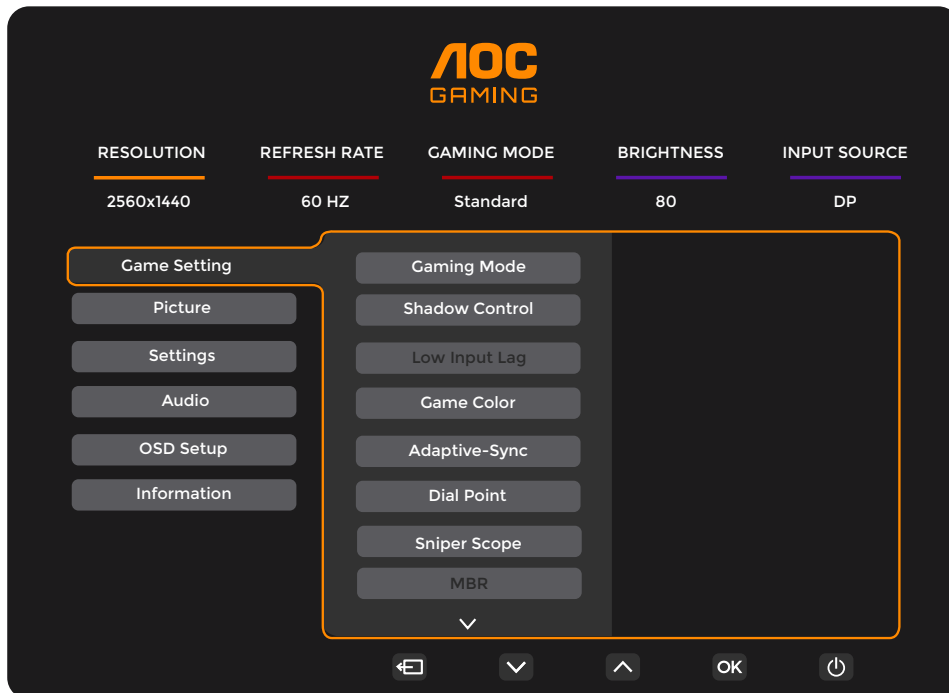 AOC
GAMING
RESOLUTION REFRESH RATE GAMING MODE BRIGHTNESS INPUT SOURCE
2560x1440 60 HZ Standard 80 DP
Game Setting
Picture
Settings
Audio
OSD Setup
Information
Gaming Mode
Shadow Control
Low Input Lag
Game Color
Adaptive-Sync
Dial Point
Sniper Scope
MBR
OK